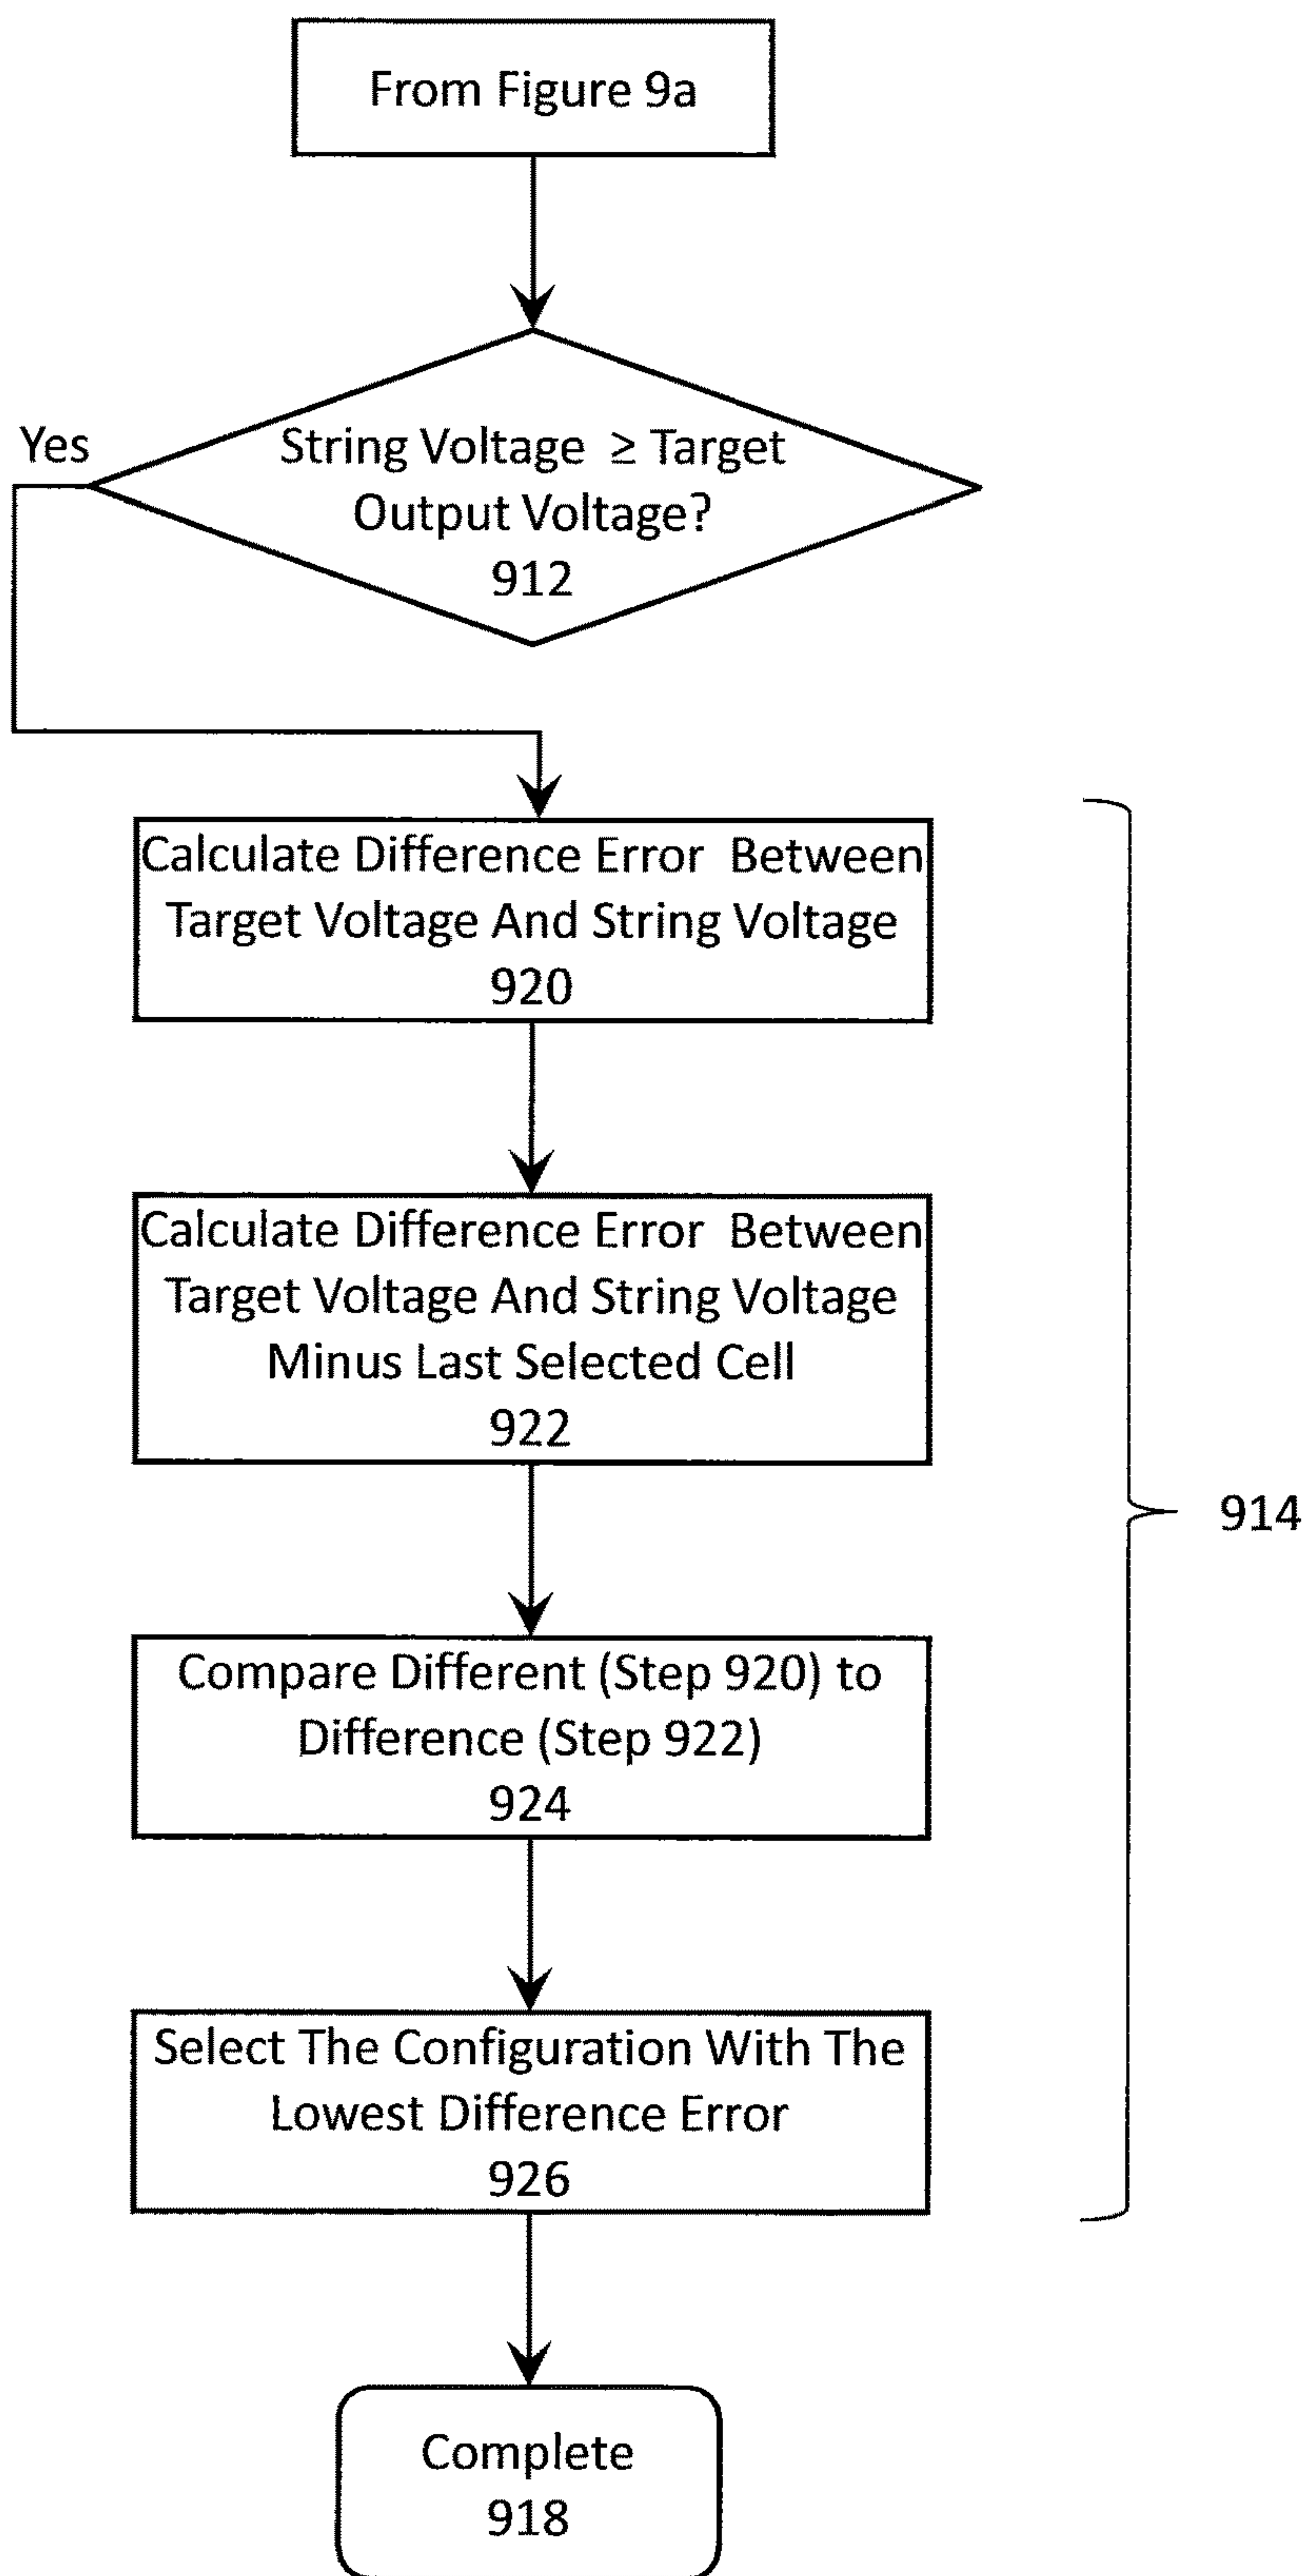 From Figure 9a
Yes
String Voltage ≥ Target
Output Voltage?
912
Calculate Difference Error Between
Target Voltage And String Voltage
920
Calculate Difference Error Between
Target Voltage And String Voltage
Minus Last Selected Cell
922
914
Compare Different (Step 920) to
Difference (Step 922)
924
Select The Configuration With The
Lowest Difference Error
926
Complete
918